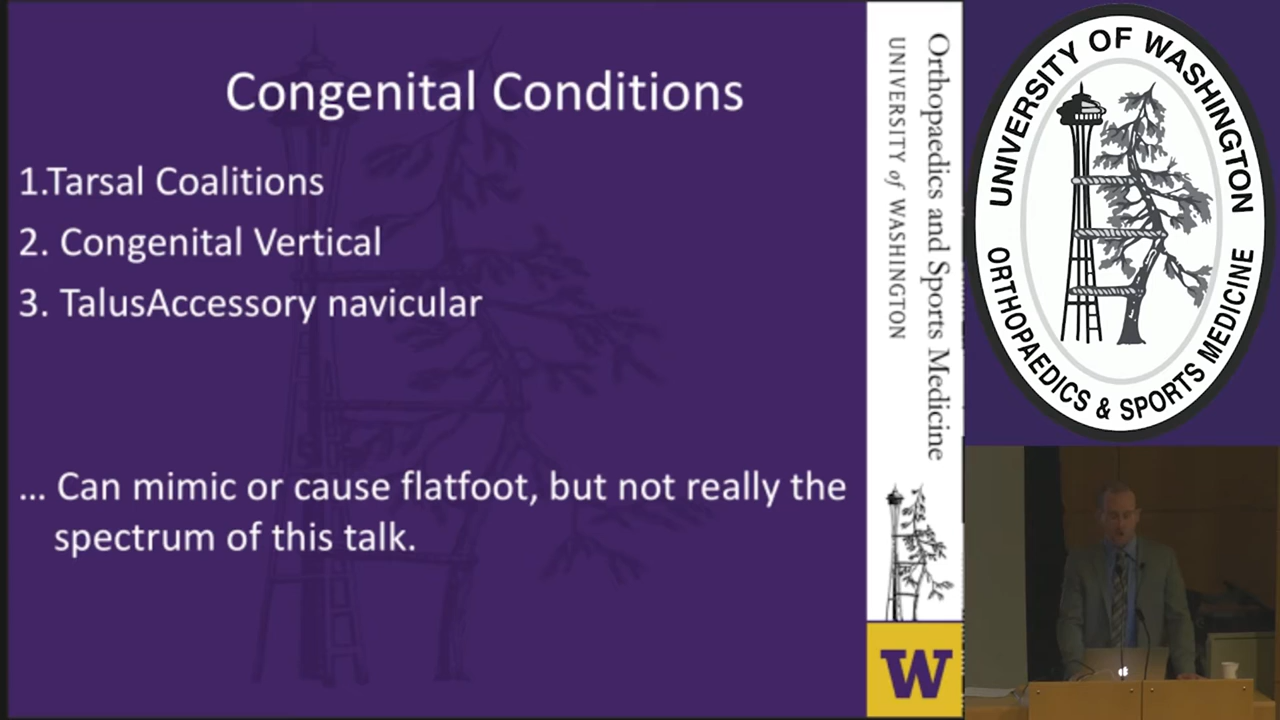 Congenital Conditions
1.Tarsal Coalitions
2. Congenital Vertical
3. TalusAccessory navicular
... Can mimic or cause flatfoot, but not really the
spectrum of this talk.
Orthopaedics and Sports Medicine
UNIVERSITY of WASHINGTON
W
UNIVERSITY OF WASHINGTON
ORTHOPAEDICS & SPORTS MEDICINE